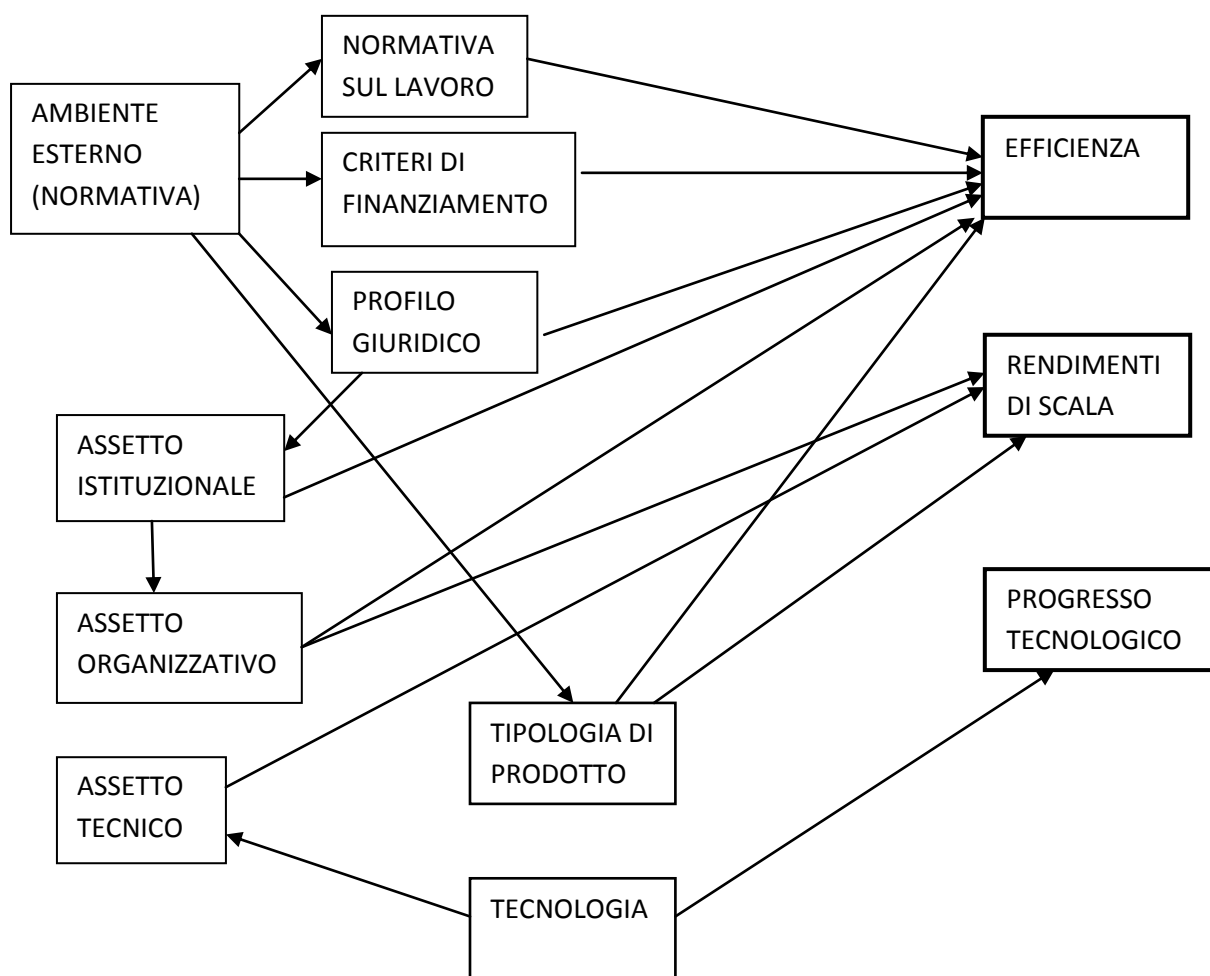 NORMATIVA
SUL LAVORO
AMBIENTE
ESTERNO
(NORMATIVA)
EFFICIENZA
CRITERI DI
FINANZIAMENTO
PROFILO
GIURIDICO
RENDIMENTI
DI SCALA
ASSETTO
ISTITUZIONALE
ASSETTO
ORGANIZZATIVO
PROGRESSO
TECNOLOGICO
TIPOLOGIA DI
PRODOTTO
ASSETTO
TECNICO
TECNOLOGIA